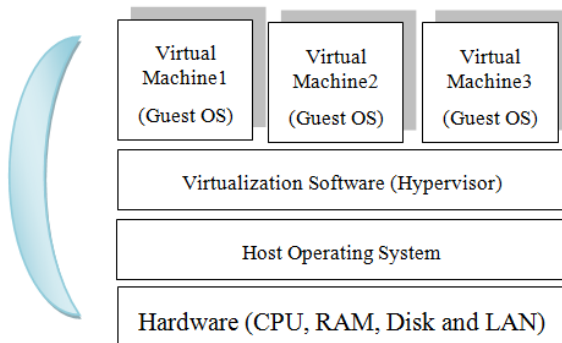 Virtual
Machine1
(Guest OS)
Virtual
Machine2
(Guest OS)
Virtual
Machine3
(Guest OS)
Virtualization Software (Hypervisor)
Host Operating System
Hardware (CPU, RAM, Disk and LAN)